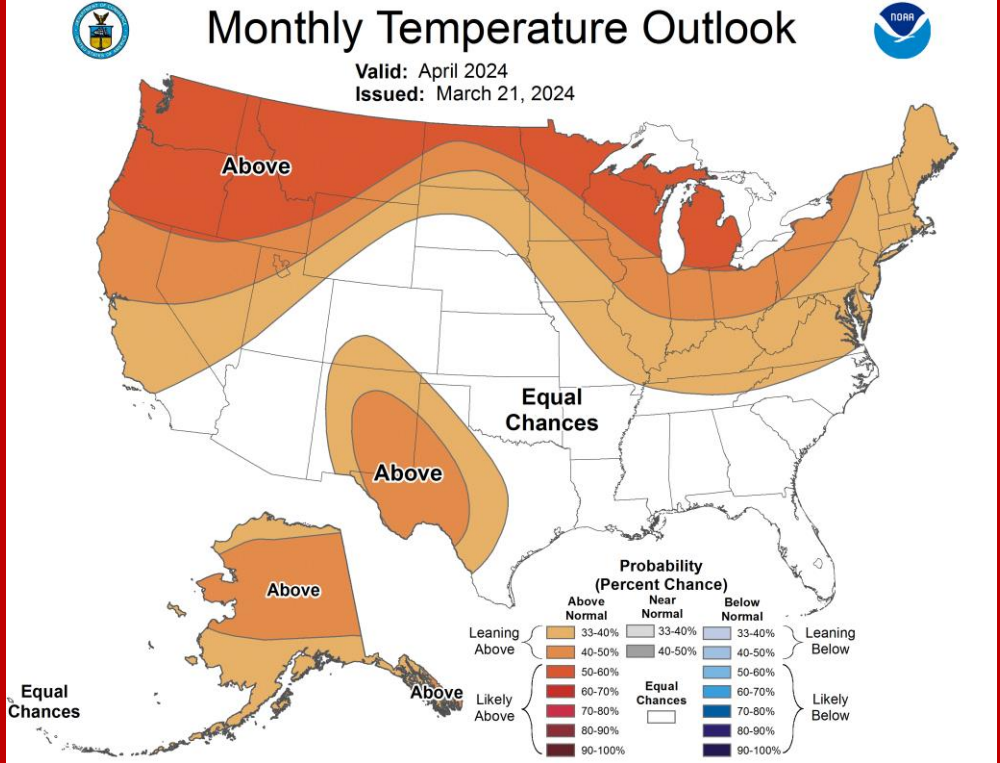 Monthly Temperature Outlook
NOAA
Valid: April 2024
Issued: March 21, 2024
Above
Equal
Chances
Above
Above
Above
Equal
Chances
Probability
(Percent Chance)
Above
Normal
Near
Normal
Below
Normal
Leaning
Above
33-40%
40-50%
33-40%
40-50%
33-40%
40-50%
Leaning
Below
Likely
Above
50-60%
60-70%
70-80%
80-90%
90-100%
Equal
Chances
50-60%
60-70%
70-80%
80-90%
90-100%
Likely
Below